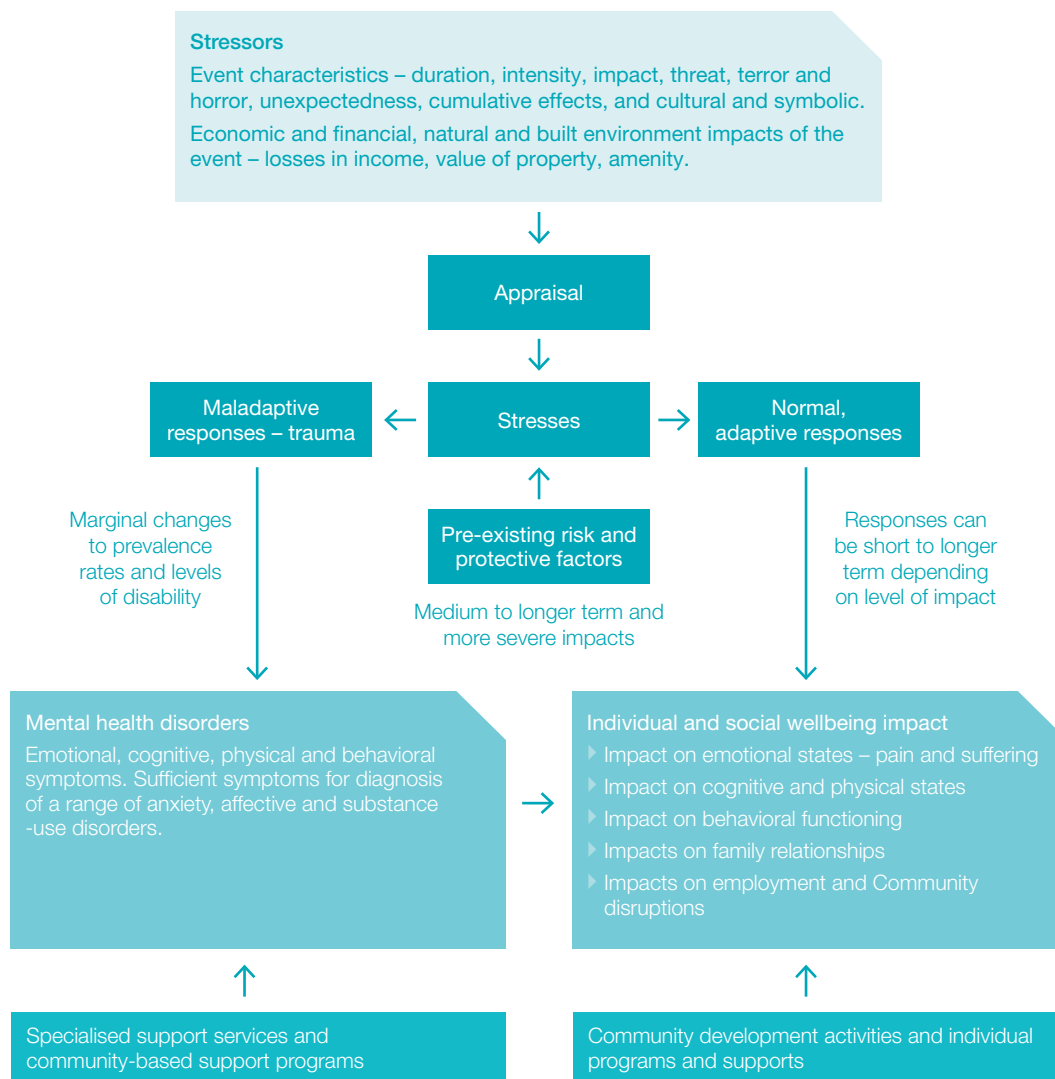 Stressors
Event characteristics – duration, intensity, impact, threat, terror and
horror, unexpectedness, cumulative effects, and cultural and symbolic.
Economic and financial, natural and built environment impacts of the
event – losses in income, value of property, amenity.
Appraisal
Maladaptive
responses – trauma
Stresses
Normal,
adaptive responses
Marginal changes
to prevalence
rates and levels
of disability
Pre-existing risk and
protective factors
Medium to longer term and
more severe impacts
Responses can
be short to longer
term depending
on level of impact
Mental health disorders
Emotional, cognitive, physical and behavioral
symptoms. Sufficient symptoms for diagnosis
of a range of anxiety, affective and substance
-use disorders.
Individual and social wellbeing impact
Impact on emotional states – pain and suffering
Impact on cognitive and physical states
Impact on behavioral functioning
Impacts on family relationships
Impacts on employment and Community
disruptions
Specialised support services and
community-based support programs
Community development activities and individual
programs and supports